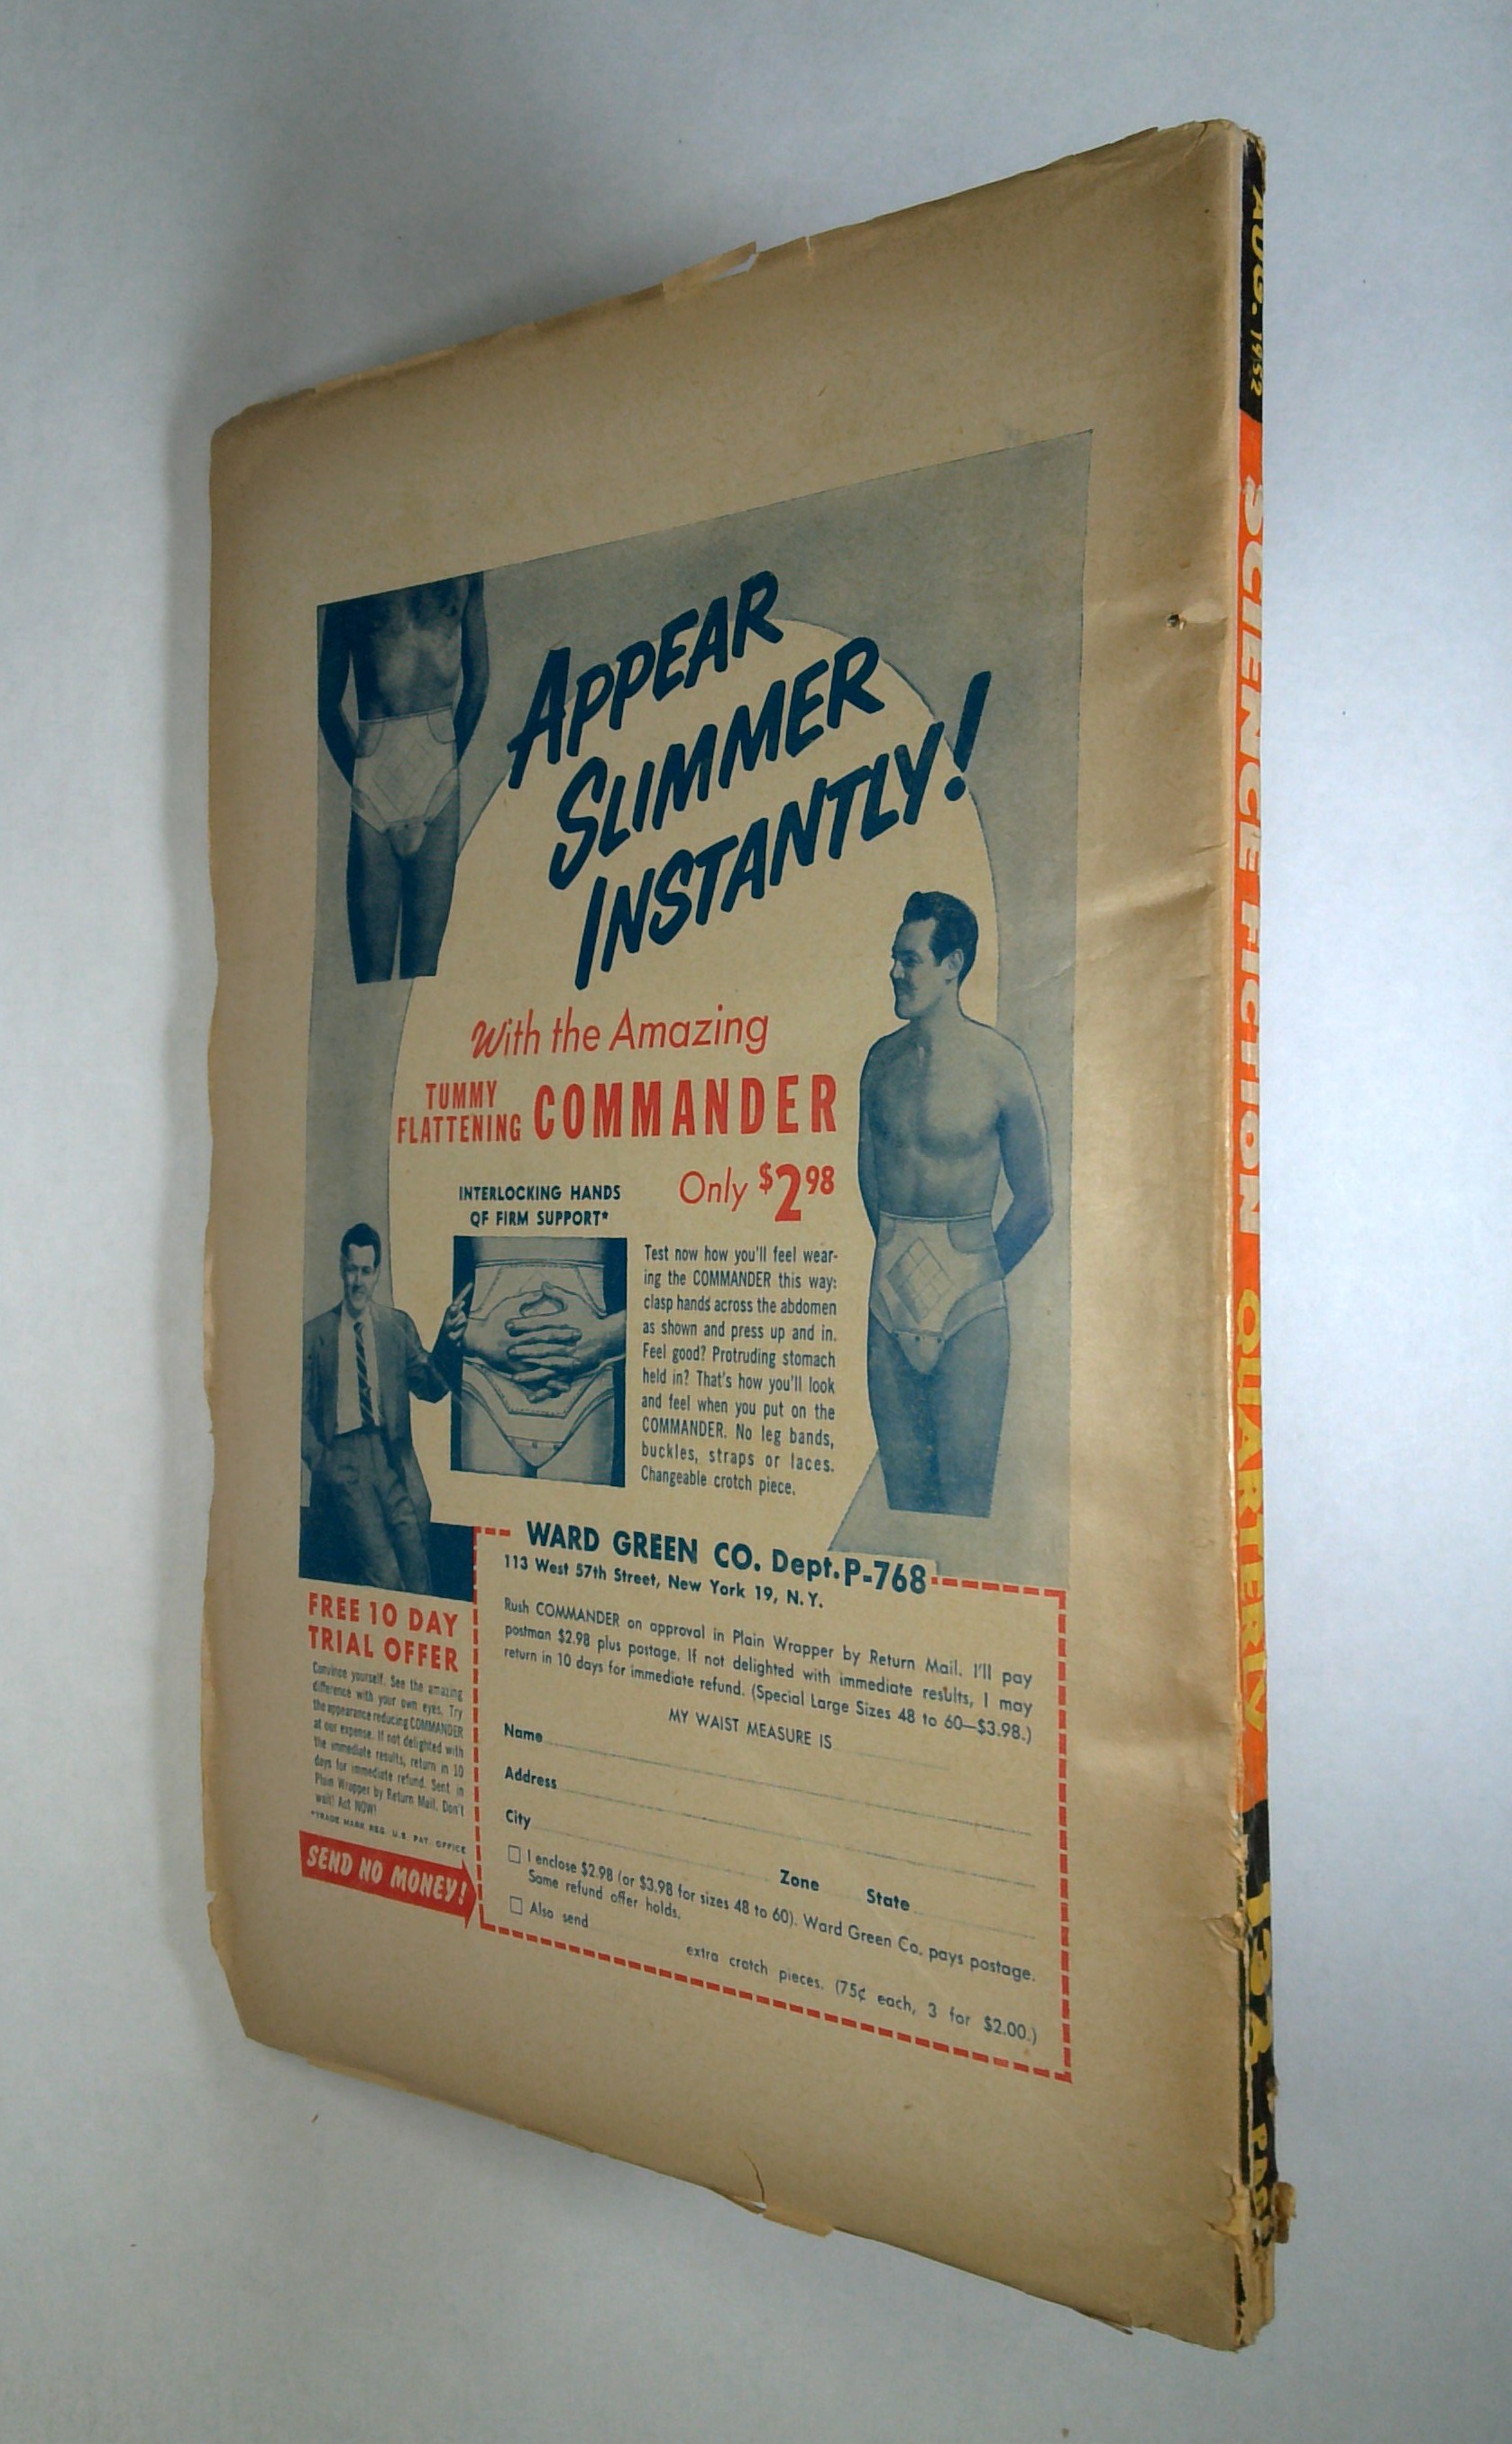 APPEAR
SLIMMER
INSTANTLY!
With the Amazing
TUMMY
FLATTENING COMMANDER
Only $2 98
INTERLOCKING HANDS
OF FIRM SUPPORT*
Test now how you'll feel wear-
ing the COMMANDER this way:
clasp hands across the abdomen
as shown and press up and in.
Feel good? Protruding stomach
held in? That's how you'll look
and feel when you put on the
COMMANDER. No leg bands,
buckles, straps or laces.
Changeable crotch piece.
FREE 10 DAY
TRIAL OFFER
Convince yourself. See the amazing
difference with your own eyes. Try
the appearance reducing COMMANDER
at our expense. If not delighted with
the immediate results, return in 10
days for immediate refund. Sent in
Plain Wrapper by Return Mail. Don't
wait! Act NOW!
*TRADE MARK REG. U.S. PAT. OFFICE
SEND NO MONEY!
WARD GREEN CO. Dept. P-768
113 West 57th Street, New York 19, N.Y.
Rush COMMANDER on approval in Plain Wrapper by Return Mail. I'll pay
postman $2.98 plus postage. If not delighted with immediate results, I may
return in 10 days for immediate refund. (Special Large Sizes 48 to 60—$3.98.)
MY WAIST MEASURE IS
Name
Address
City Zone State
I enclose $2.98 (or $3.98 for sizes 48 to 60). Ward Green Co. pays postage.
Same refund offer holds.
Also send extra crotch pieces. (75¢ each, 3 for $2.00.)
AUG. 1952 SCIENCE FICTION QUARTERLY